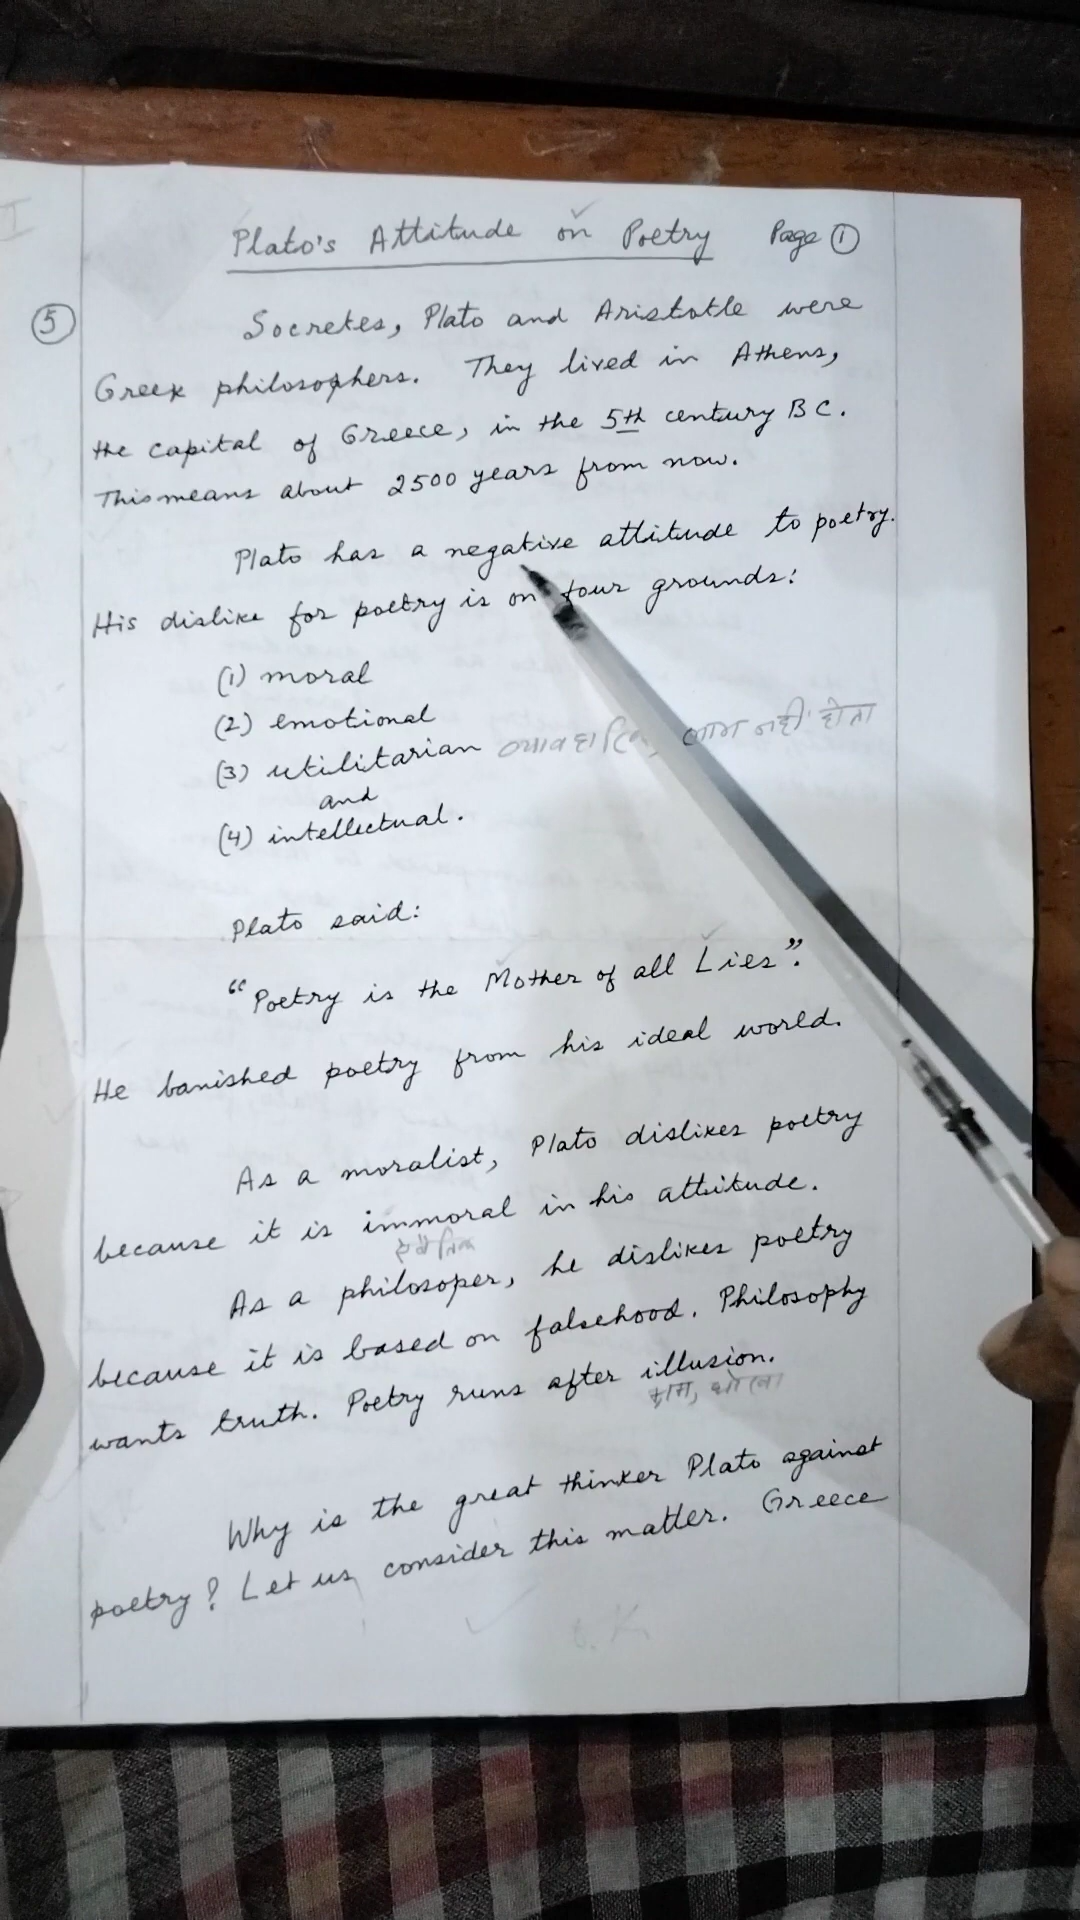 Plato's Attitude on Poetry Page ①
⑤
Socretes, Plato and Aristotle were
Greek philosophers. They lived in Athens,
the capital of Greece, in the 5th century BC.
This means about 2500 years from now.
Plato has a negative attitude to poetry.
His dislike for poetry is on four grounds:
(1) moral
(2) emotional
(3) utilitarian व्यावहारिक, लाभ नहीं होता
and
(4) intellectual.
Plato said:
"Poetry is the Mother of all Lies".
He banished poetry from his ideal world.
As a moralist, Plato dislikes poetry
because it is immoral in his attitude.
As a philosoper, he dislikes poetry
because it is based on falsehood. Philosophy
wants truth. Poetry runs after illusion.
भ्रम, धोखा
Why is the great thinker Plato against
poetry? Let us consider this matter. Greece